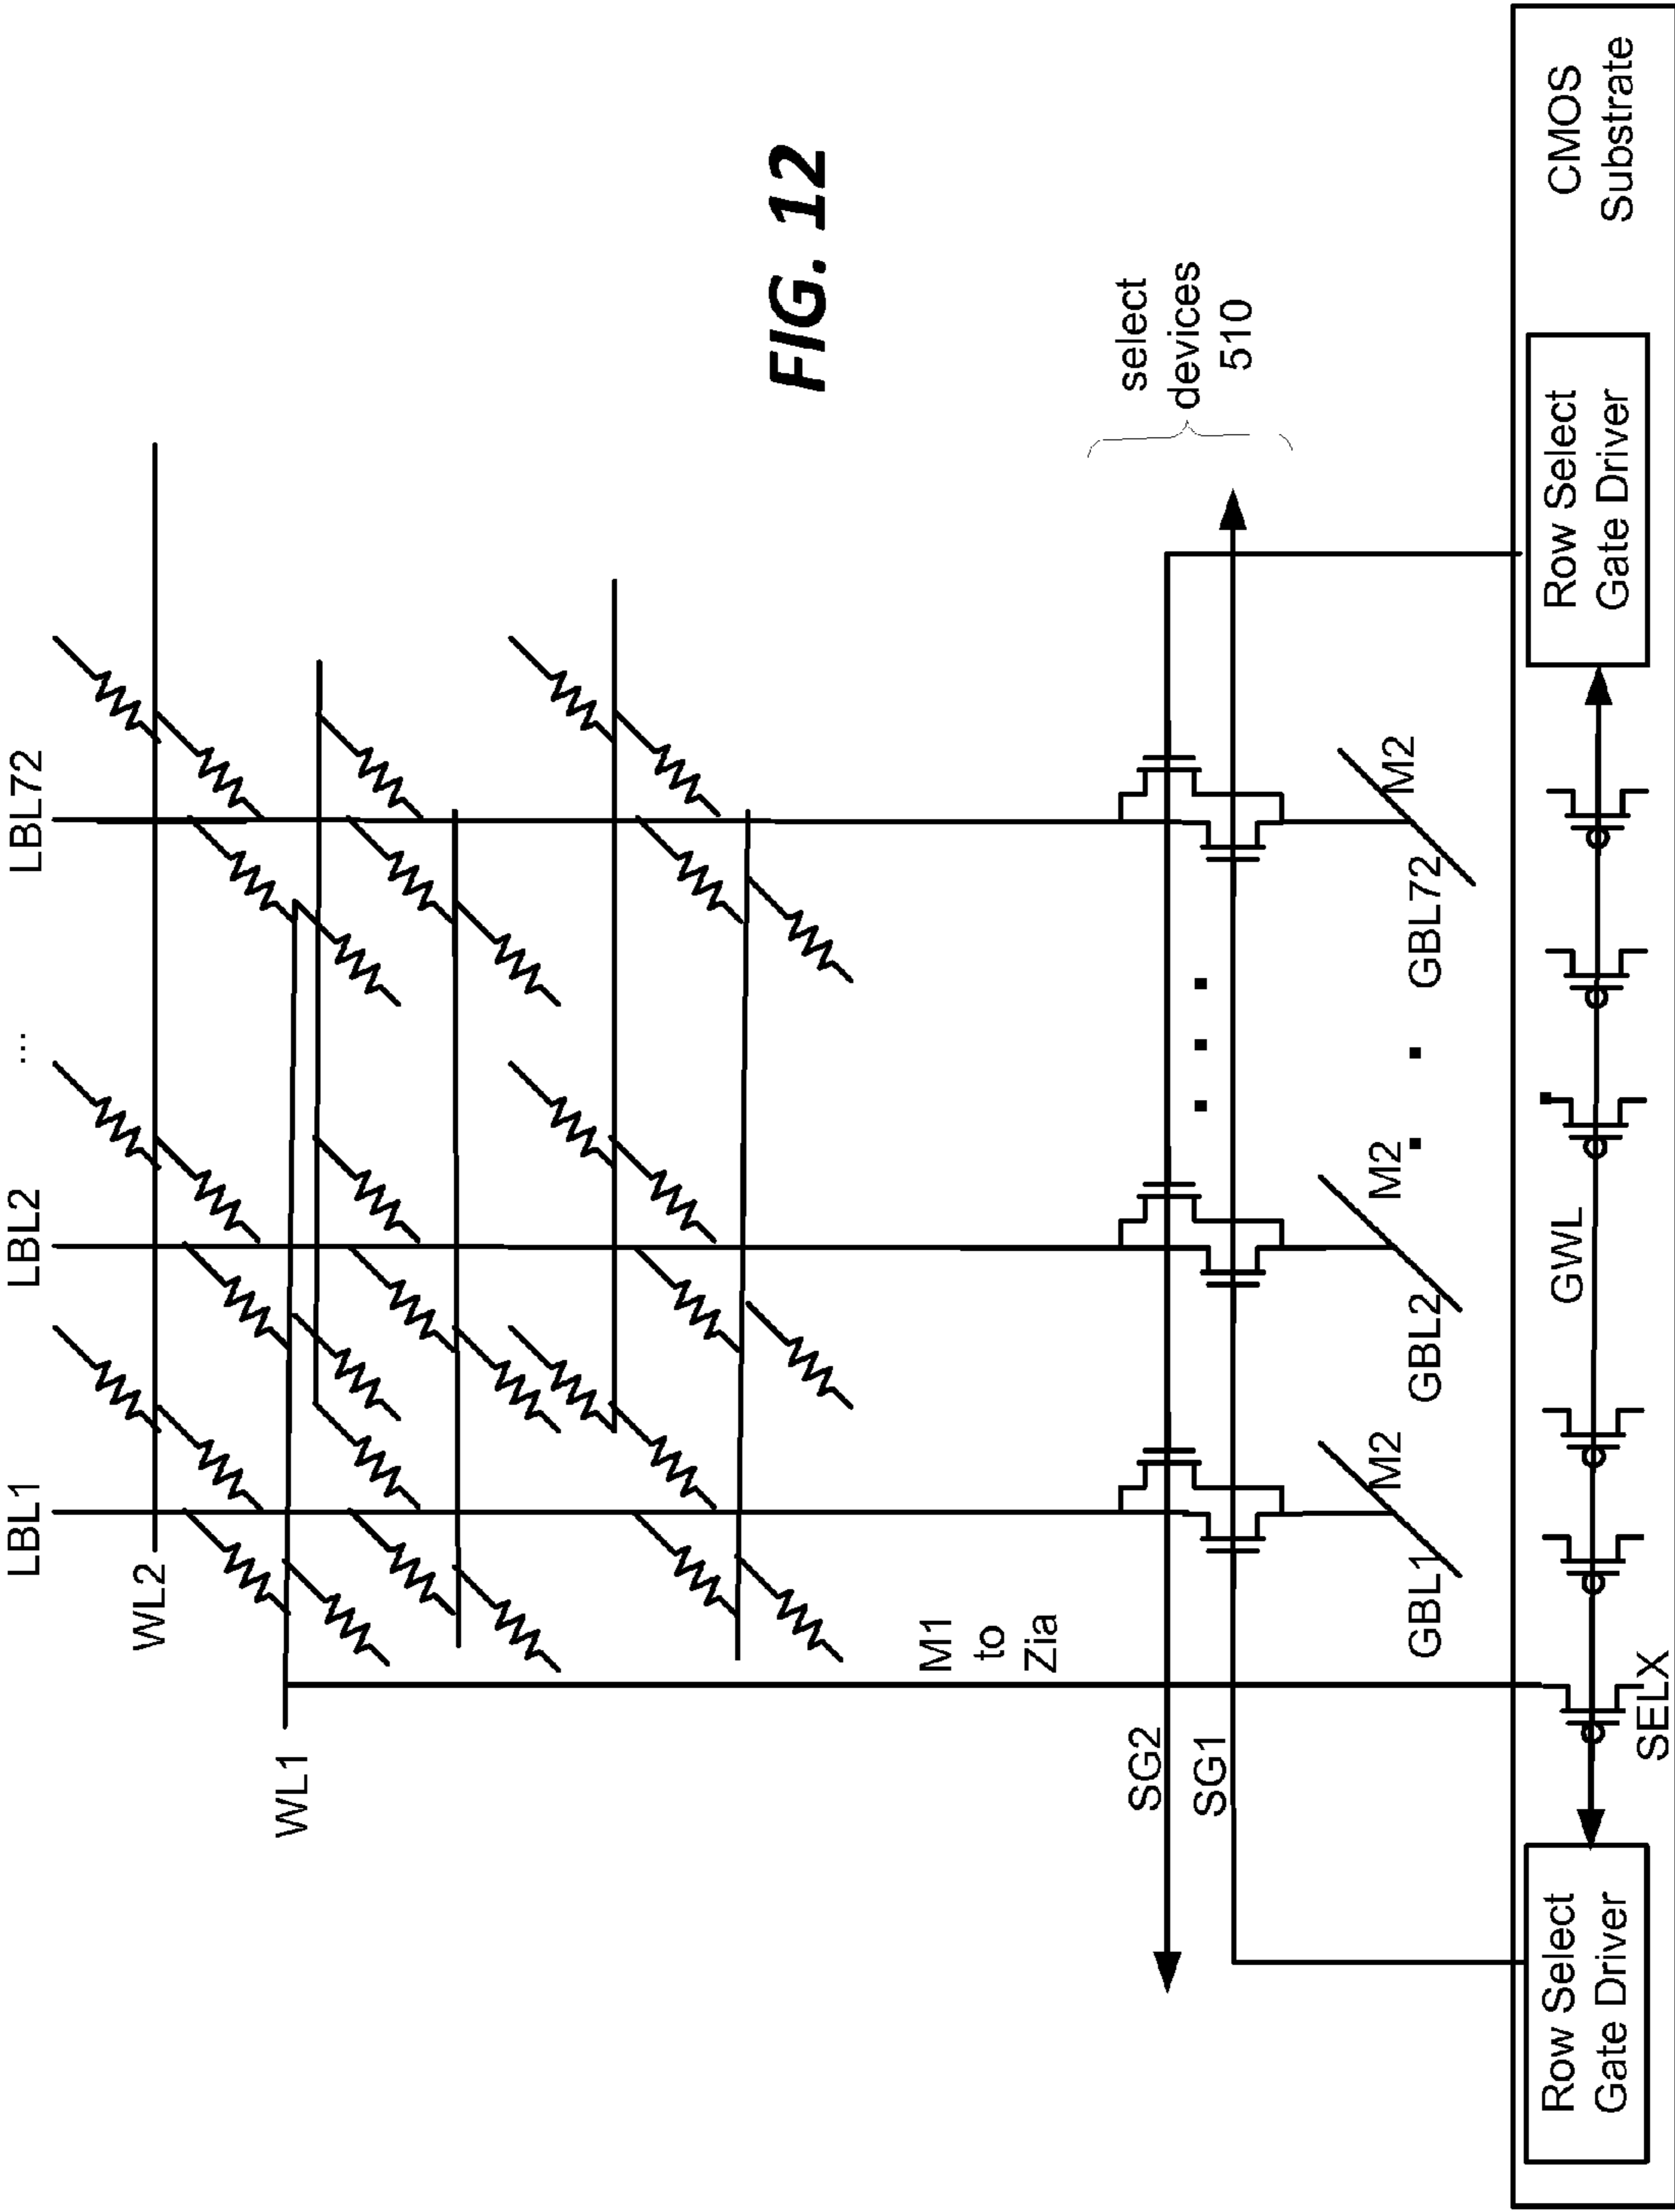 LBL1
LBL2
...
LBL72
WL2
WL1
FIG. 12
M1
to
Zia
select
devices
510
SG2
SG1
M2
M2
M2
GBL1
GBL2
GBL72
CMOS
Substrate
GWL
Row Select
Gate Driver
Row Select
Gate Driver
SELX